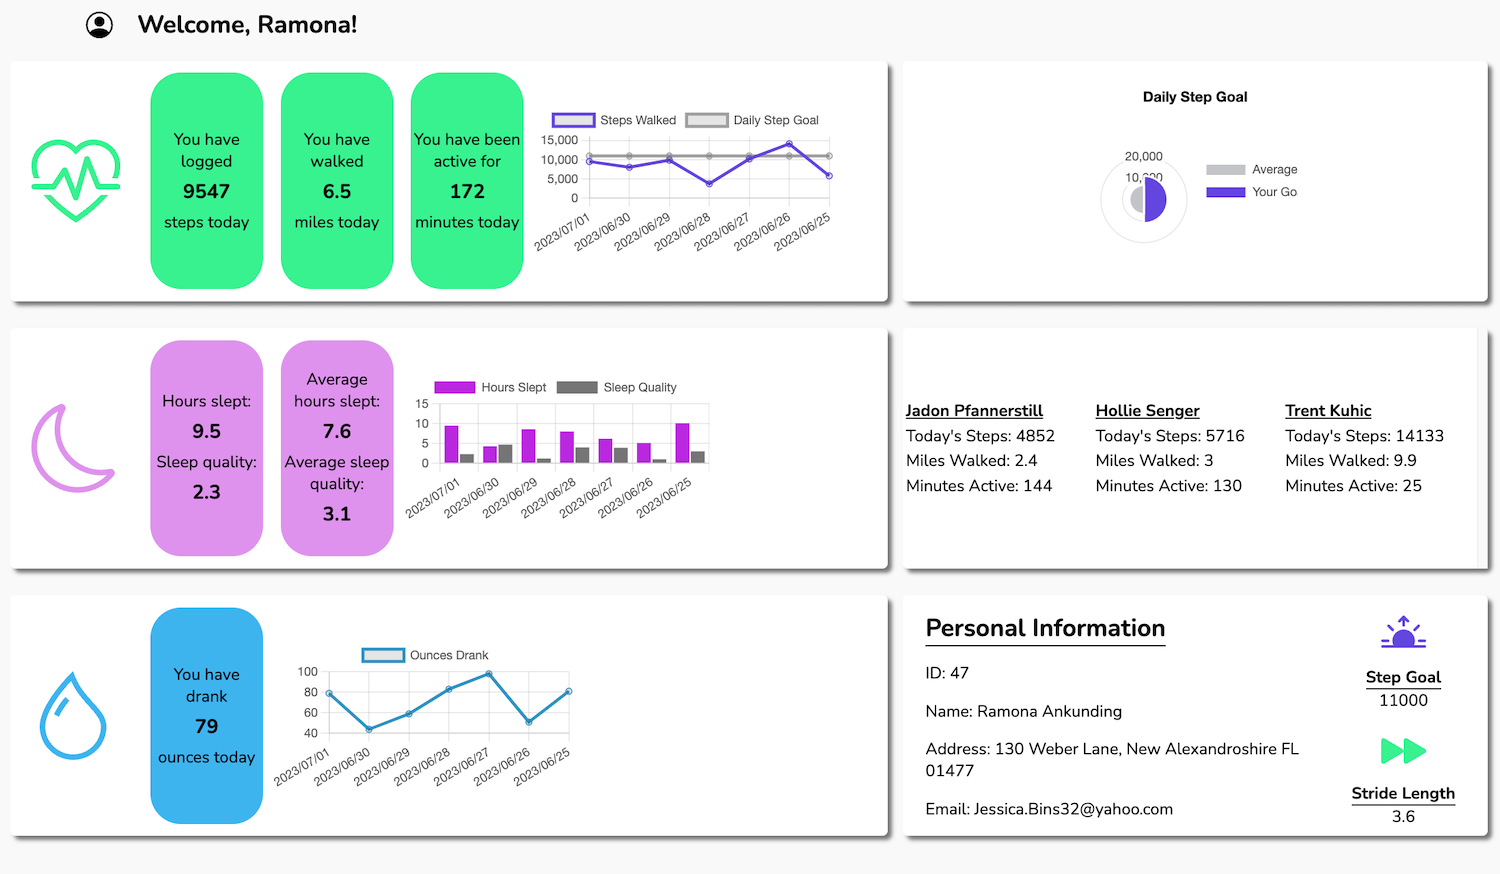 Welcome, Ramona!
You have
logged
9547
steps today
You have
walked
6.5
miles today
You have been
active for
172
minutes today
Steps Walked
Daily Step Goal
15,000
10,000
5,000
0
2023/07/01
2023/06/30
2023/06/29
2023/06/28
2023/06/27
2023/06/26
2023/06/25
Daily Step Goal
20,000
10,000
Average
Your Go
Hours slept:
9.5
Sleep quality:
2.3
Average
hours slept:
7.6
Average sleep
quality:
3.1
Hours Slept
Sleep Quality
15
10
5
0
2023/07/01
2023/06/30
2023/06/29
2023/06/28
2023/06/27
2023/06/26
2023/06/25
Jadon Pfannerstill
Today's Steps: 4852
Miles Walked: 2.4
Minutes Active: 144
Hollie Senger
Today's Steps: 5716
Miles Walked: 3
Minutes Active: 130
Trent Kuhic
Today's Steps: 14133
Miles Walked: 9.9
Minutes Active: 25
You have
drank
79
ounces today
Ounces Drank
100
80
60
40
2023/07/01
2023/06/30
2023/06/29
2023/06/28
2023/06/27
2023/06/26
2023/06/25
Personal Information
ID: 47
Name: Ramona Ankunding
Address: 130 Weber Lane, New Alexandroshire FL
01477
Email: Jessica.Bins32@yahoo.com
Step Goal
11000
Stride Length
3.6